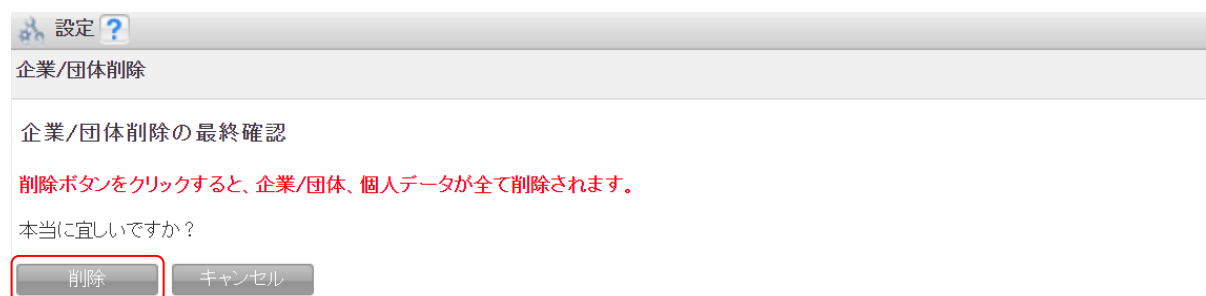 設定 ?
企業/団体削除
企業/団体削除の最終確認
削除ボタンをクリックすると、企業/団体、個人データが全て削除されます。
本当に宜しいですか?
削除 キャンセル